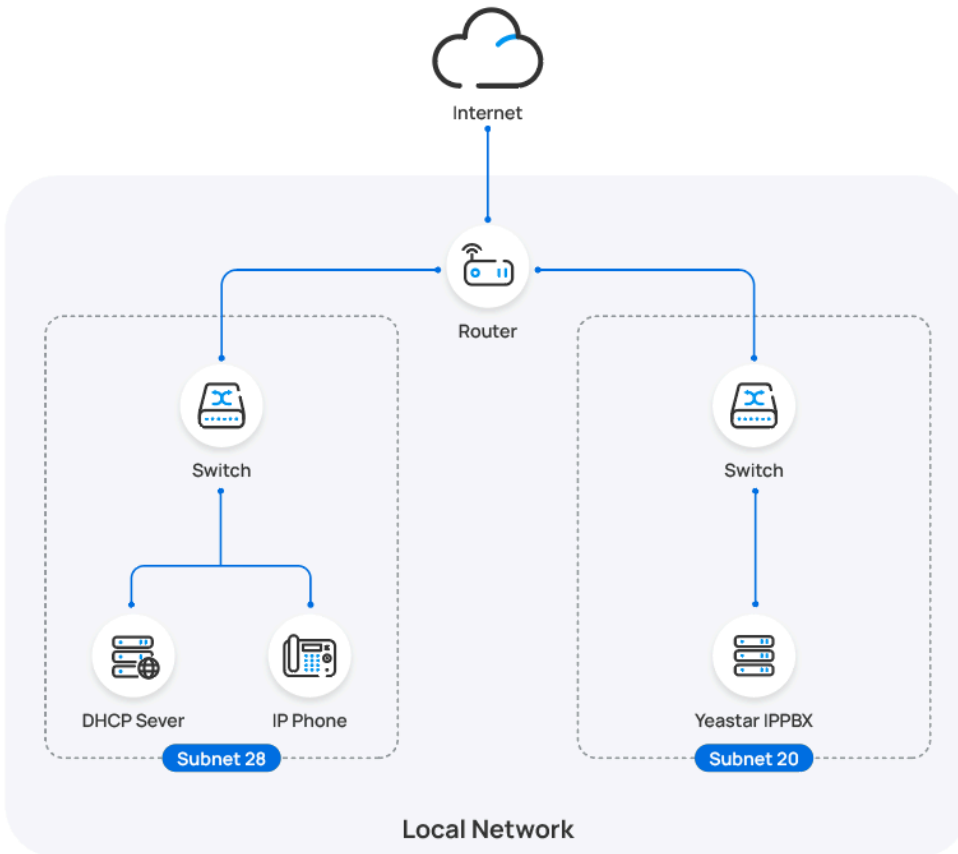 Internet
Router
Switch
Switch
DHCP Sever
IP Phone
Yeastar IPPBX
Subnet 28
Subnet 20
Local Network